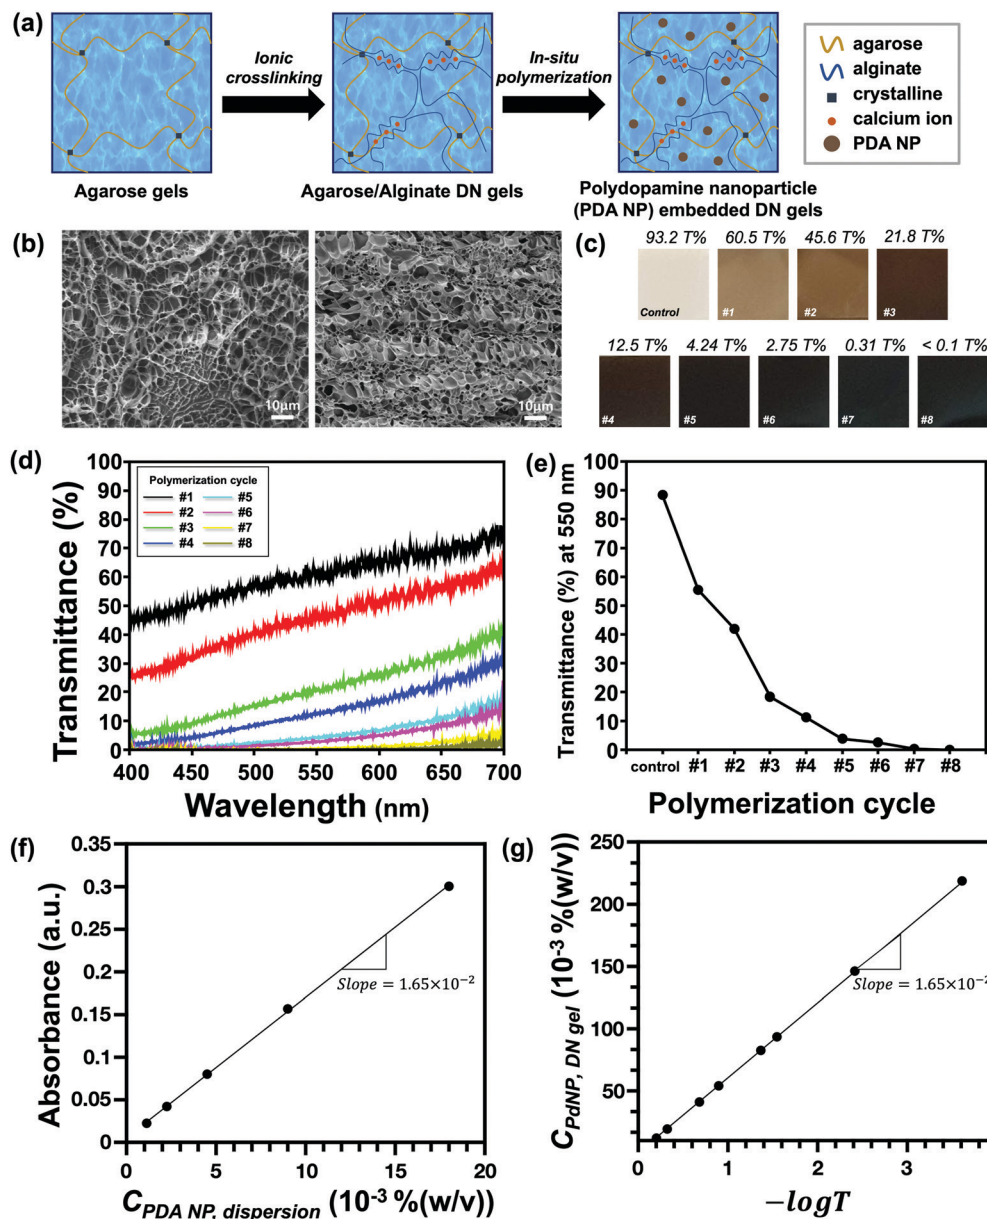 (a)
Ionic
crosslinking
In-situ
polymerization
Agarose gels
Agarose/Alginate DN gels
Polydopamine nanoparticle
(PDA NP) embedded DN gels
agarose
alginate
crystalline
calcium ion
PDA NP
(b)
10μm
10μm
(c)
93.2 T% 60.5 T% 45.6 T% 21.8 T%
Control #1 #2 #3
12.5 T% 4.24 T% 2.75 T% 0.31 T% < 0.1 T%
#4 #5 #6 #7 #8
(d)
Transmittance (%)
100
90
80
70
60
50
40
30
20
10
0
Polymerization cycle
#1 #5
#2 #6
#3 #7
#4 #8
400 450 500 550 600 650 700
Wavelength (nm)
(e)
Transmittance (%) at 550 nm
100
90
80
70
60
50
40
30
20
10
0
control #1 #2 #3 #4 #5 #6 #7 #8
Polymerization cycle
(f)
Absorbance (a.u.)
0.35
0.3
0.25
0.2
0.15
0.1
0.05
0
Slope = 1.65×10⁻²
0 5 10 15 20
C PDA NP, dispersion (10⁻³ %(w/v))
(g)
C PdNP, DN gel (10⁻³ %(w/v))
250
200
150
100
50
Slope = 1.65×10⁻²
0 1 2 3
−logT